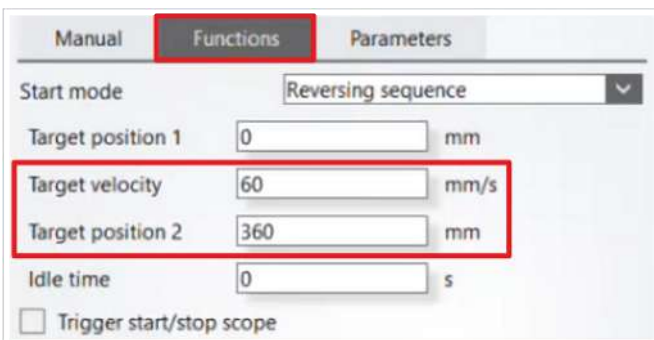 Manual Functions Parameters
Start mode Reversing sequence
Target position 1 0 mm
Target velocity 60 mm/s
Target position 2 360 mm
Idle time 0 s
Trigger start/stop scope